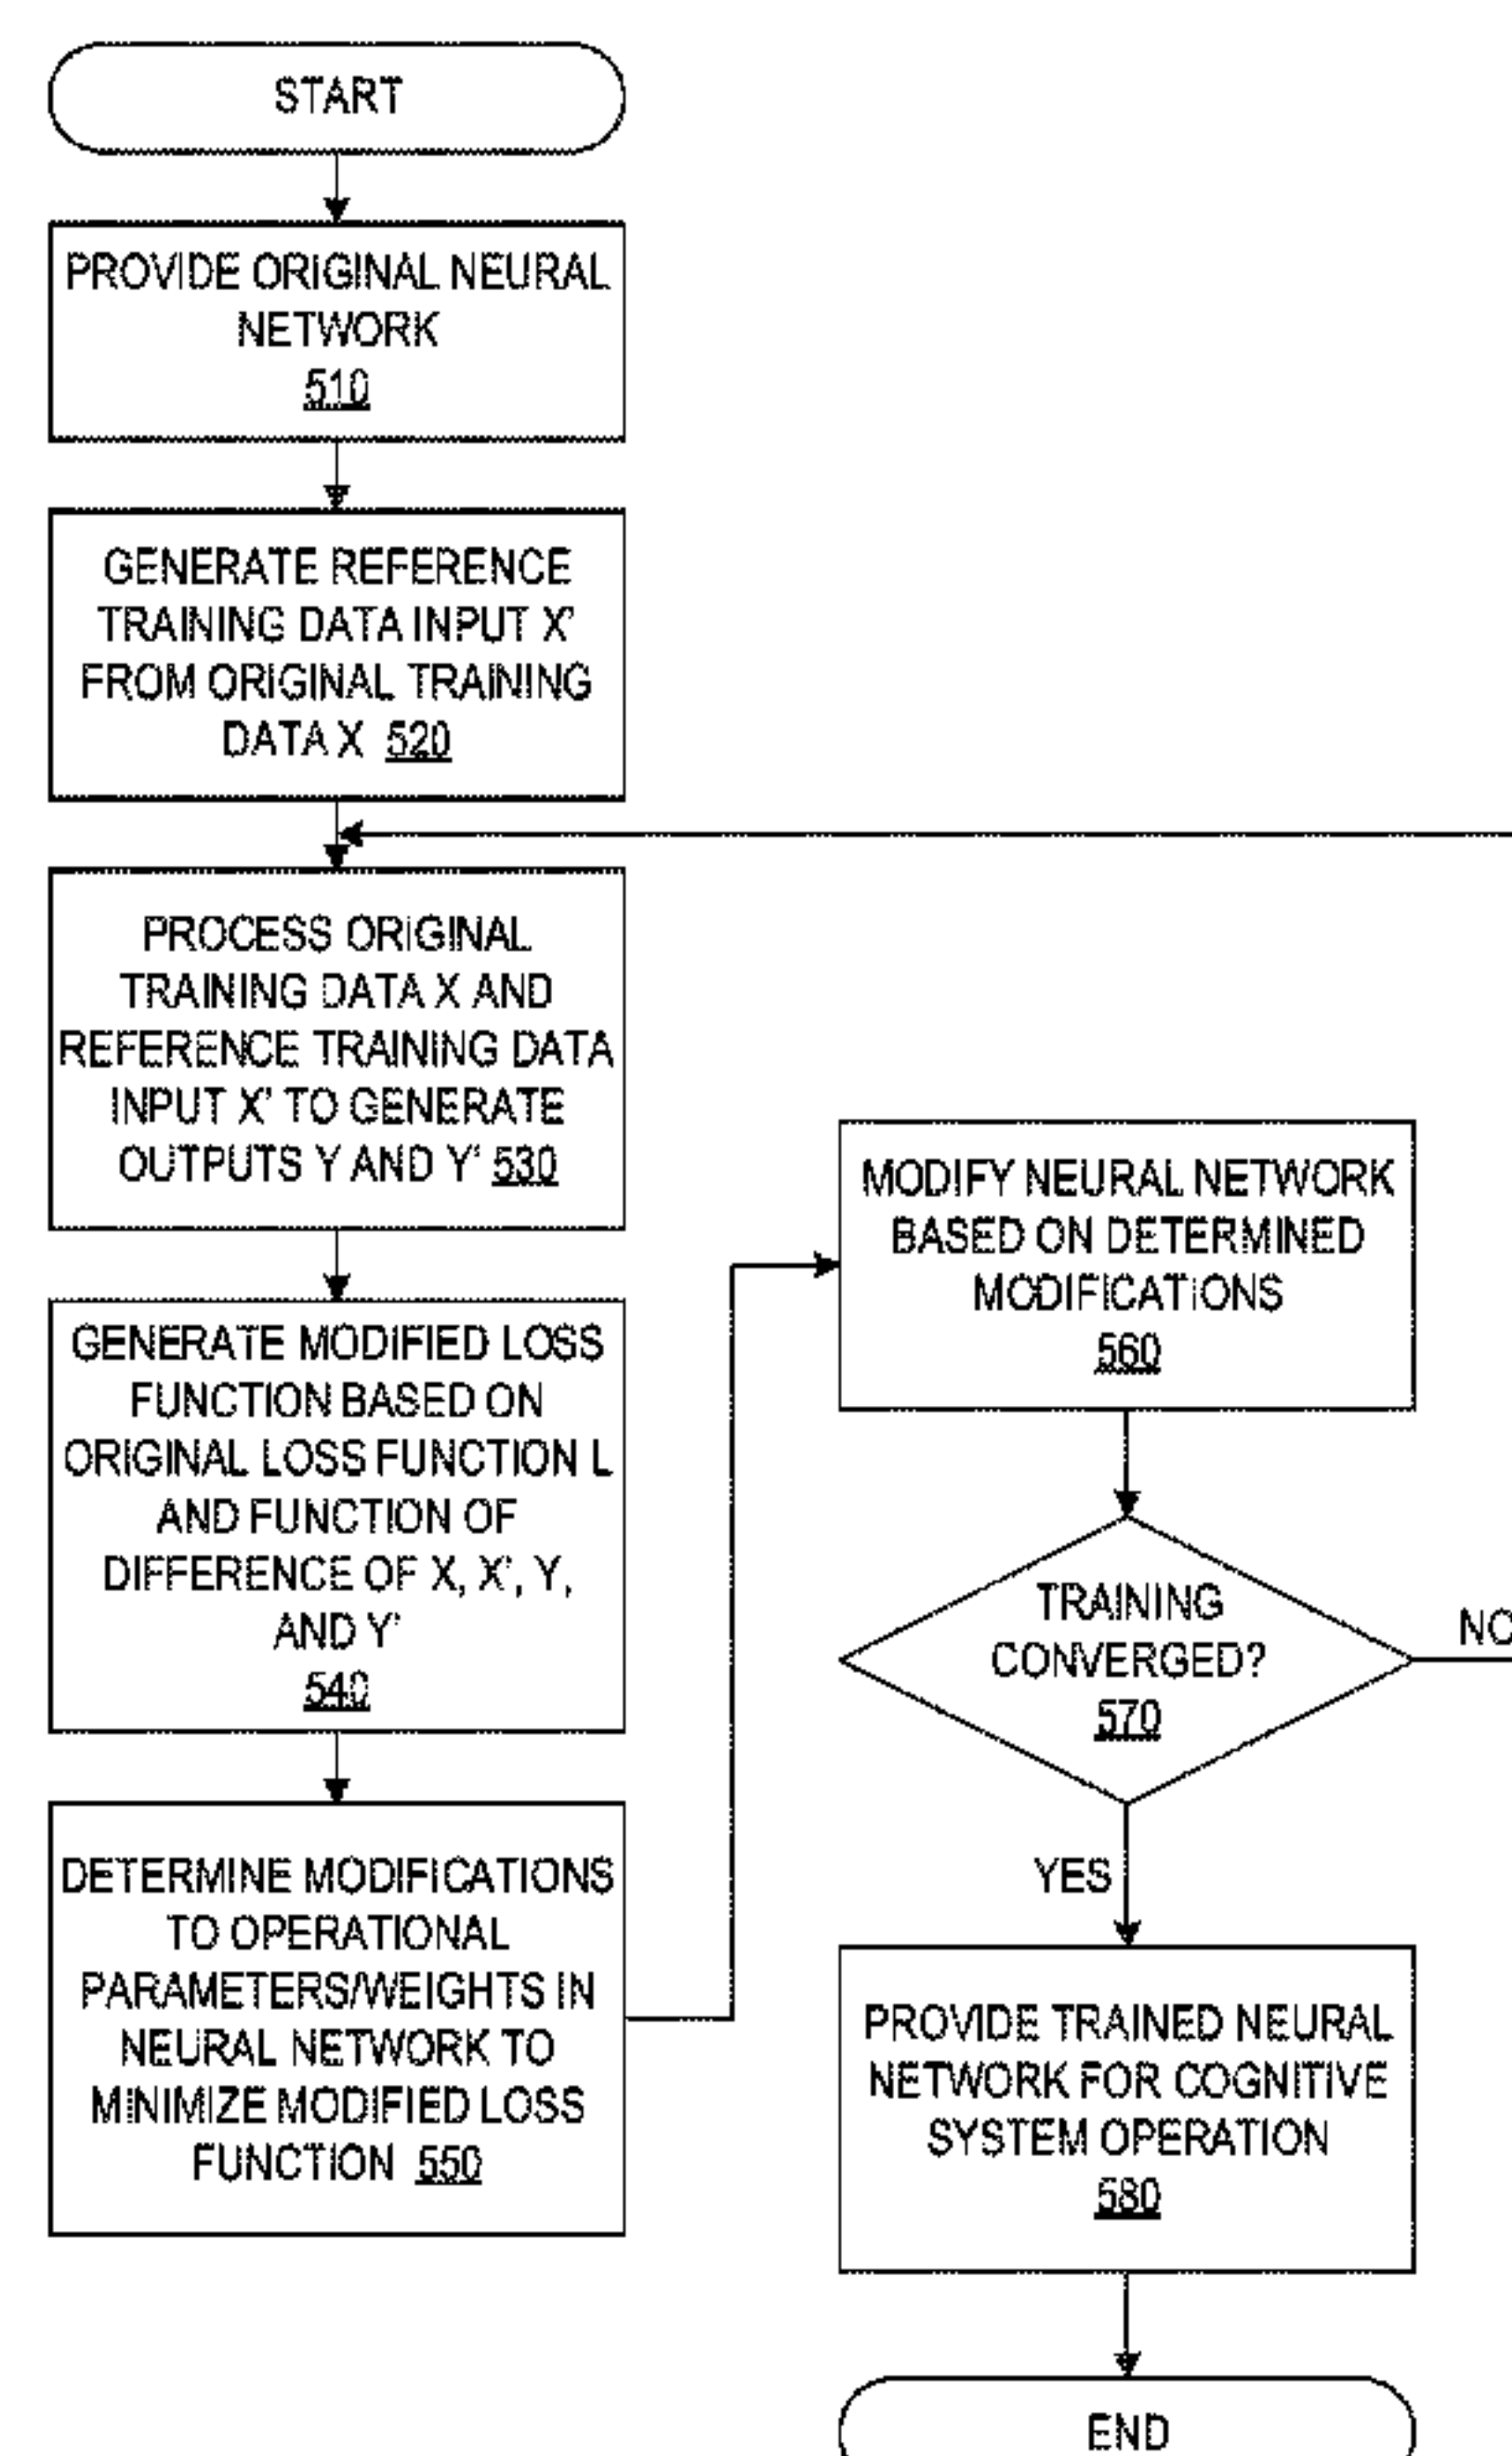 START
PROVIDE ORIGINAL NEURAL
NETWORK
510
GENERATE REFERENCE
TRAINING DATA INPUT X'
FROM ORIGINAL TRAINING
DATA X 520
PROCESS ORIGINAL
TRAINING DATA X AND
REFERENCE TRAINING DATA
INPUT X' TO GENERATE
OUTPUTS Y AND Y' 530
GENERATE MODIFIED LOSS
FUNCTION BASED ON
ORIGINAL LOSS FUNCTION L
AND FUNCTION OF
DIFFERENCE OF X, X', Y,
AND Y'
540
DETERMINE MODIFICATIONS
TO OPERATIONAL
PARAMETERS/WEIGHTS IN
NEURAL NETWORK TO
MINIMIZE MODIFIED LOSS
FUNCTION 550
MODIFY NEURAL NETWORK
BASED ON DETERMINED
MODIFICATIONS
560
TRAINING
CONVERGED?
570
NO
YES
PROVIDE TRAINED NEURAL
NETWORK FOR COGNITIVE
SYSTEM OPERATION
580
END